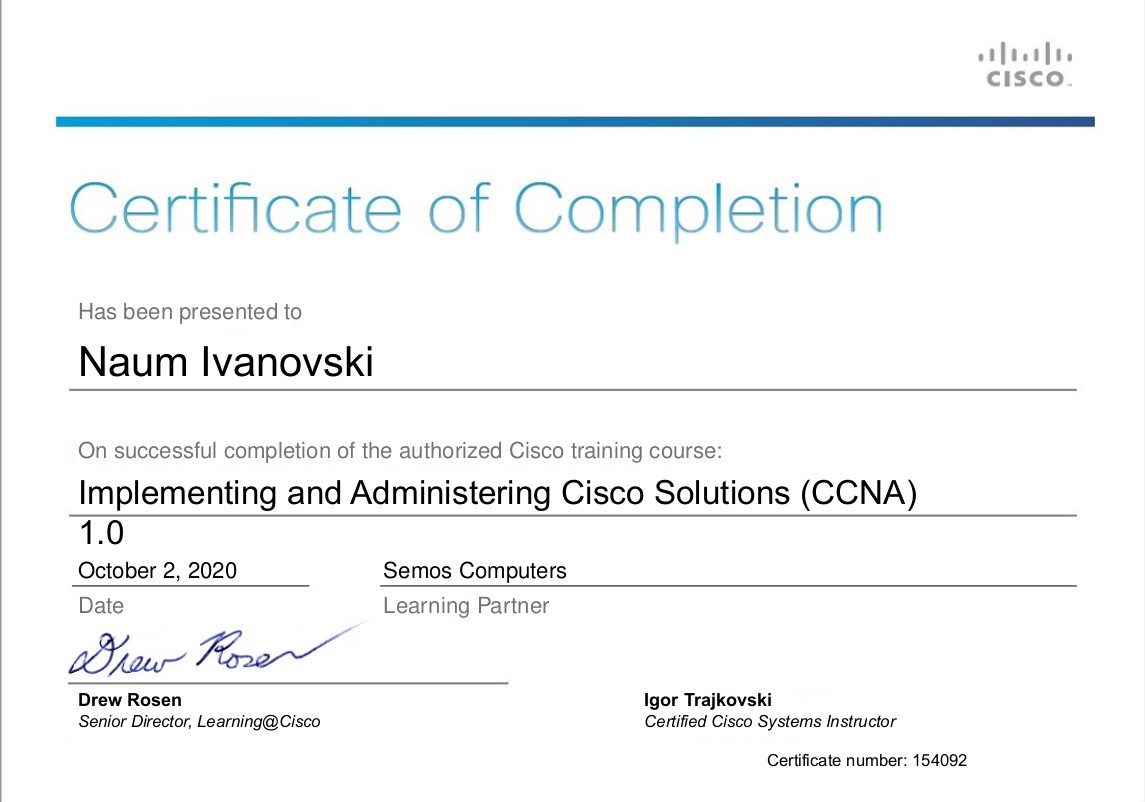 CISCO
Certificate of Completion
Has been presented to
Naum Ivanovski
On successful completion of the authorized Cisco training course:
Implementing and Administering Cisco Solutions (CCNA)
1.0
October 2, 2020 Semos Computers
Date Learning Partner
Drew Rosen
Drew Rosen Igor Trajkovski
Senior Director, Learning@Cisco Certified Cisco Systems Instructor
Certificate number: 154092